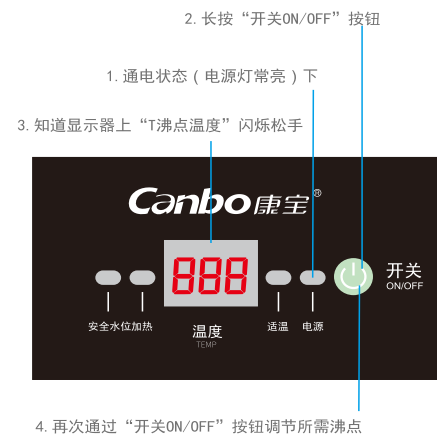 2. 长按“开关ON/OFF”按钮
1. 通电状态（电源灯常亮）下
3. 知道显示器上“T沸点温度”闪烁松手
Canbo康宝®
888
开关
ON/OFF
安全水位 加热 温度 适温 电源
TEMP
4. 再次通过“开关ON/OFF”按钮调节所需沸点